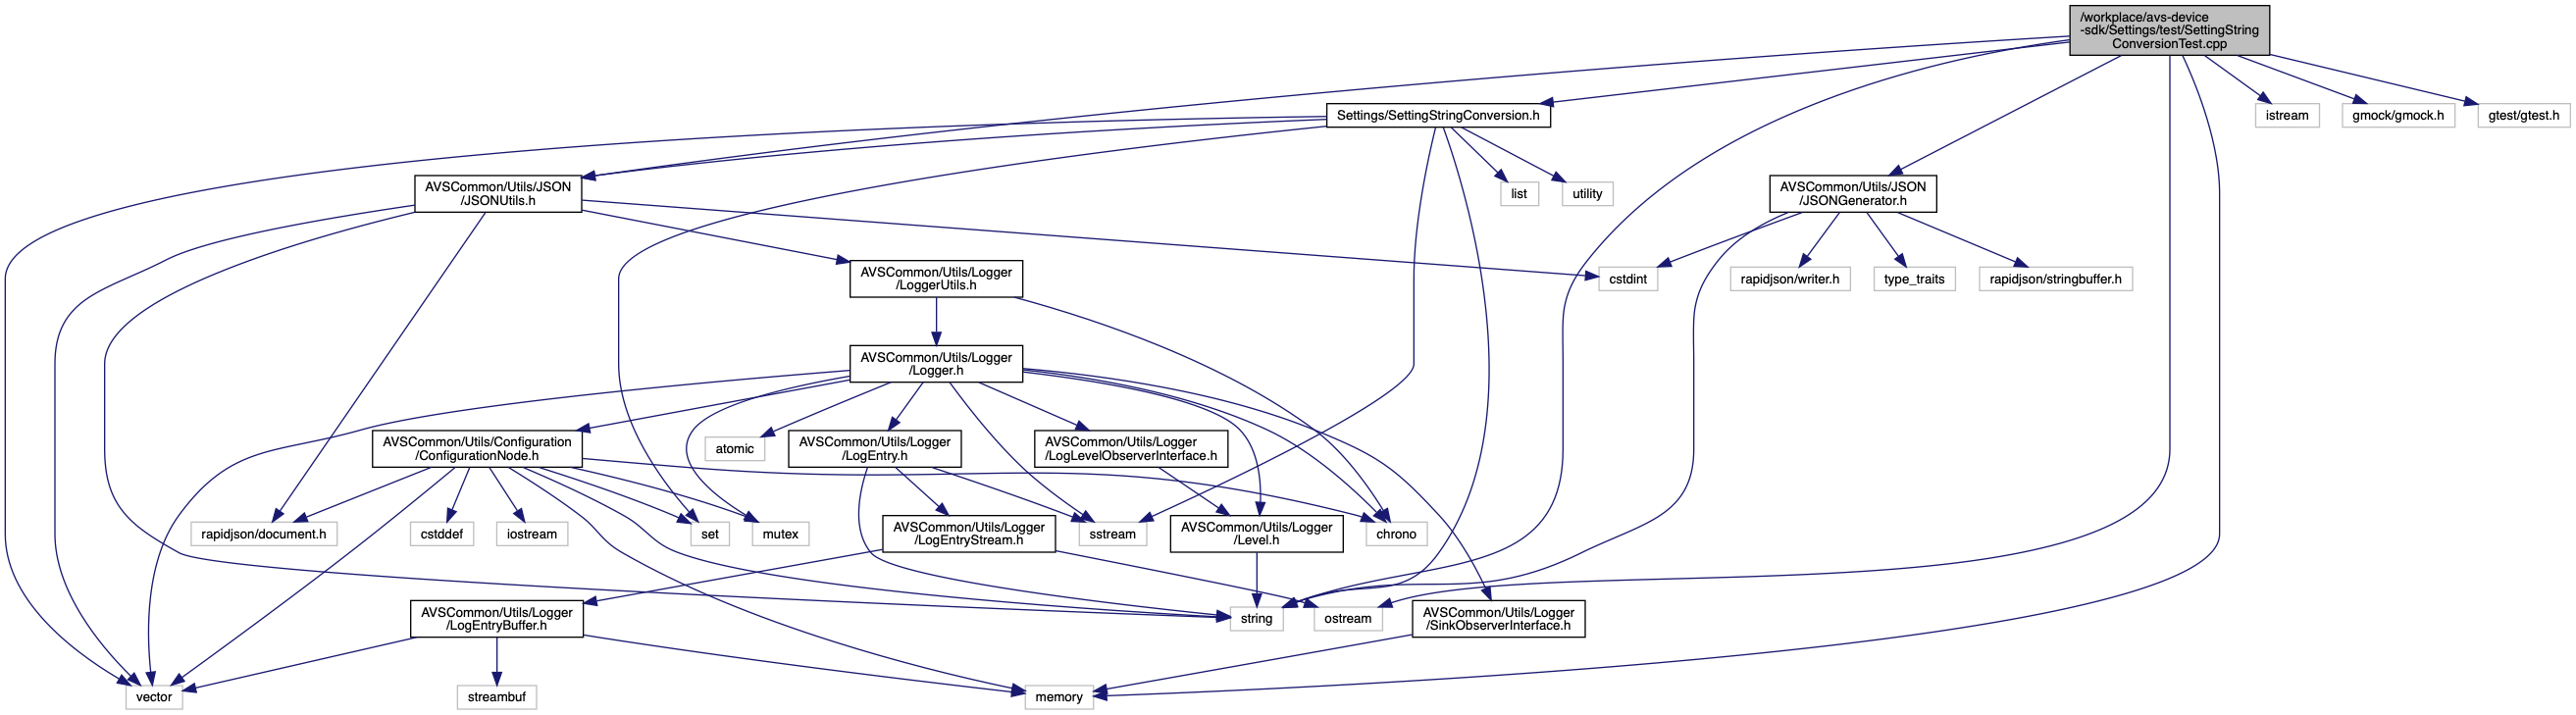 /workplace/avs-device
-sdk/Settings/test/SettingString
ConversionTest.cpp
Settings/SettingStringConversion.h
istream
gmock/gmock.h
gtest/gtest.h
AVSCommon/Utils/JSON
/JSONUtils.h
list
utility
AVSCommon/Utils/JSON
/JSONGenerator.h
AVSCommon/Utils/Logger
/LoggerUtils.h
cstdint
rapidjson/writer.h
type_traits
rapidjson/stringbuffer.h
AVSCommon/Utils/Logger
/Logger.h
AVSCommon/Utils/Configuration
/ConfigurationNode.h
atomic
AVSCommon/Utils/Logger
/LogEntry.h
AVSCommon/Utils/Logger
/LogLevelObserverInterface.h
rapidjson/document.h
cstddef
iostream
set
mutex
AVSCommon/Utils/Logger
/LogEntryStream.h
sstream
AVSCommon/Utils/Logger
/Level.h
chrono
AVSCommon/Utils/Logger
/LogEntryBuffer.h
string
ostream
AVSCommon/Utils/Logger
/SinkObserverInterface.h
vector
streambuf
memory